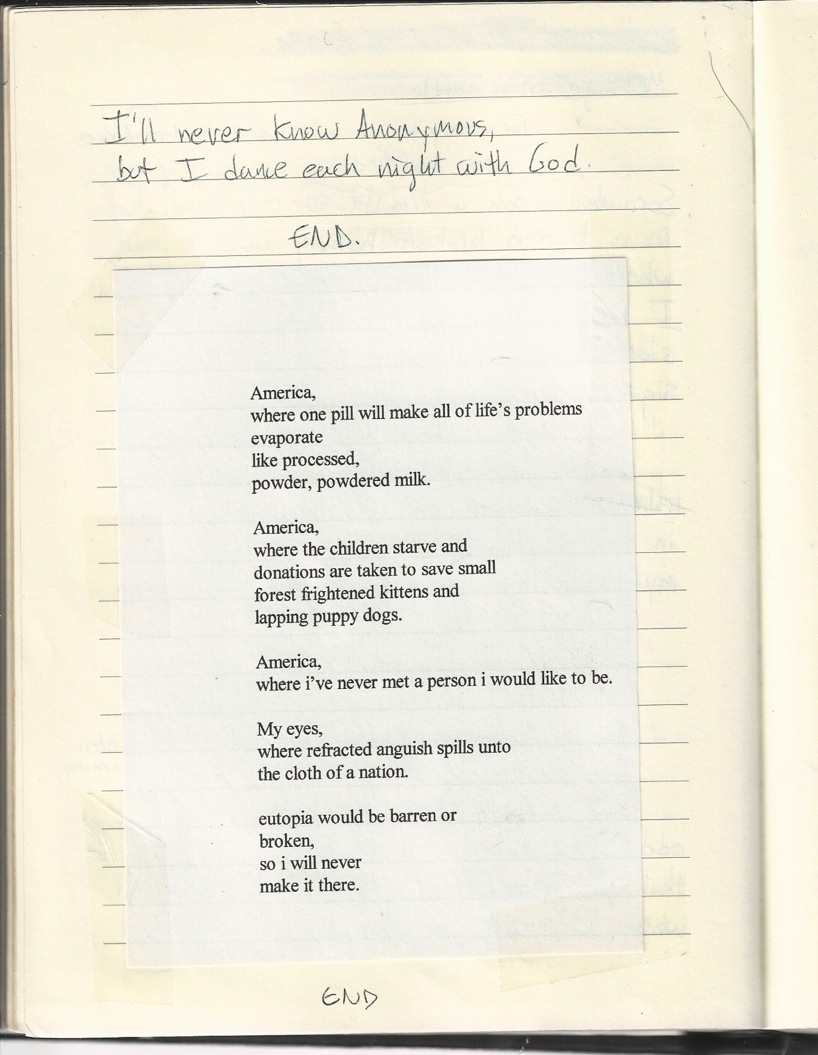 I'll never know Anonymous,
but I dance each night with God.
END.
America,
where one pill will make all of life's problems
evaporate
like processed,
powder, powdered milk.
America,
where the children starve and
donations are taken to save small
forest frightened kittens and
lapping puppy dogs.
America,
where i've never met a person i would like to be.
My eyes,
where refracted anguish spills unto
the cloth of a nation.
eutopia would be barren or
broken,
so i will never
make it there.
END